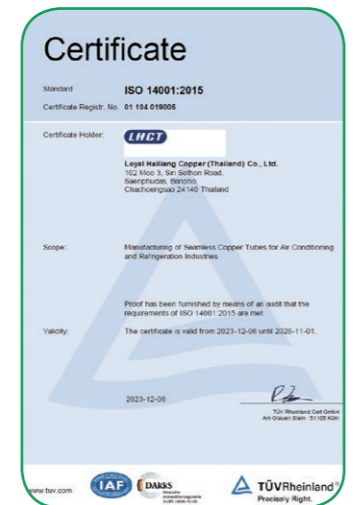 Certificate
Standard ISO 14001:2015
Certificate Registr. No. 01 104 019005
Certificate Holder: LHCT
Loyal Hailiang Copper (Thailand) Co., Ltd.
102 Moo 3, Siri Sothon Road,
Saenphudas, Banpho,
Chachoengsao 24140 Thailand
Scope: Manufacturing of Seamless Copper Tubes for Air Conditioning
and Refrigeration Industries.
Proof has been furnished by means of an audit that the
requirements of ISO 14001:2015 are met.
Validity: The certificate is valid from 2023-12-06 until 2026-11-01.
2023-12-06
TÜV Rheinland Cert GmbH
Am Grauen Stein · 51105 Köln
www.tuv.com
IAF
DAkkS
Deutsche
Akkreditierungsstelle
TÜVRheinland®
Precisely Right.